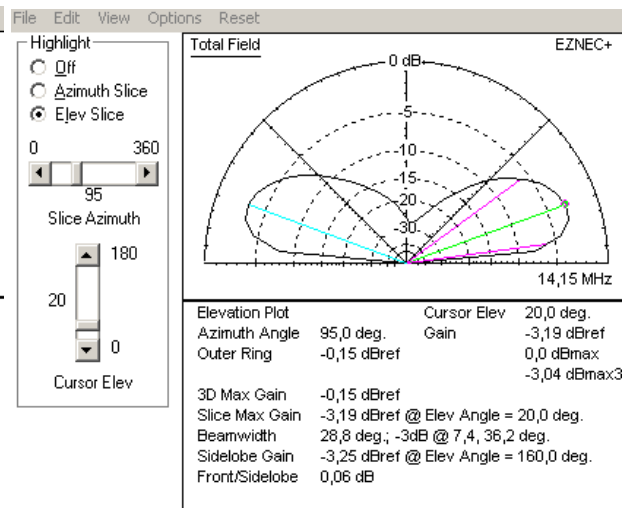 File Edit View Options Reset
Highlight
Off
Azimuth Slice
Elev Slice
0 360
95
Slice Azimuth
180
20
0
Cursor Elev
Total Field
EZNEC+
0 dB
-5
-10
-15
-20
-30
14,15 MHz
Elevation Plot Cursor Elev 20,0 deg.
Azimuth Angle 95,0 deg. Gain -3,19 dBref
Outer Ring -0,15 dBref 0,0 dBmax
-3,04 dBmax3
3D Max Gain -0,15 dBref
Slice Max Gain -3,19 dBref @ Elev Angle = 20,0 deg.
Beamwidth 28,8 deg.; -3dB @ 7,4, 36,2 deg.
Sidelobe Gain -3,25 dBref @ Elev Angle = 160,0 deg.
Front/Sidelobe 0,06 dB